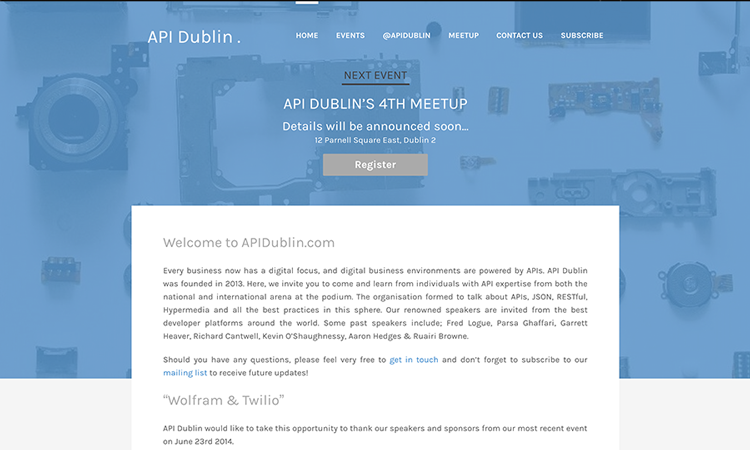 API Dublin .
HOME EVENTS @APIDUBLIN MEETUP CONTACT US SUBSCRIBE
NEXT EVENT
API DUBLIN'S 4TH MEETUP
Details will be announced soon...
12 Parnell Square East, Dublin 2
Register
Welcome to APIDublin.com
Every business now has a digital focus, and digital business environments are powered by APIs. API Dublin
was founded in 2013. Here, we invite you to come and learn from individuals with API expertise from both the
national and international arena at the podium. The organisation formed to talk about APIs, JSON, RESTful,
Hypermedia and all the best practices in this sphere. Our renowned speakers are invited from the best
developer platforms around the world. Some past speakers include; Fred Logue, Parsa Ghaffari, Garrett
Heaver, Richard Cantwell, Kevin O'Shaughnessy, Aaron Hedges & Ruairi Browne.
Should you have any questions, please feel very free to get in touch and don't forget to subscribe to our
mailing list to receive future updates!
“Wolfram & Twilio”
API Dublin would like to take this opportunity to thank our speakers and sponsors from our most recent event
on June 23rd 2014.